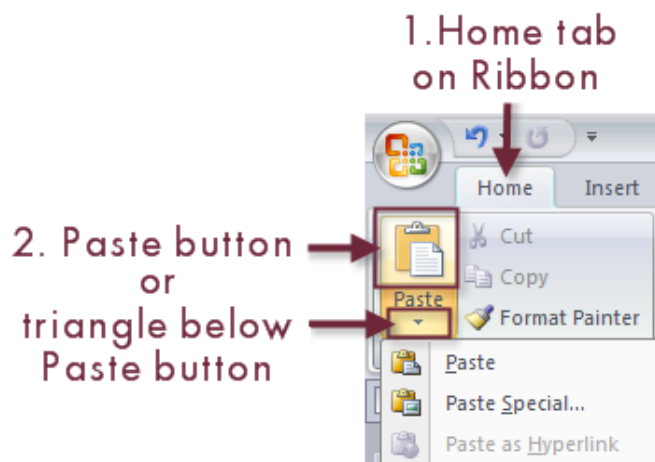 1.Home tab
on Ribbon
Home Insert
2. Paste button
or
triangle below
Paste button
Cut
Copy
Paste
Format Painter
Paste
Paste Special...
Paste as Hyperlink